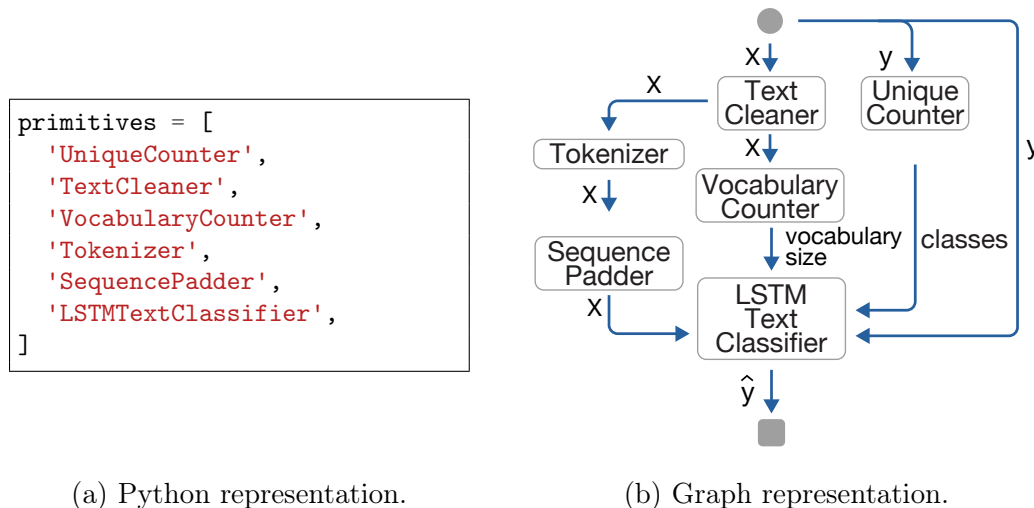 primitives = [
'UniqueCounter',
'TextCleaner',
'VocabularyCounter',
'Tokenizer',
'SequencePadder',
'LSTMTextClassifier',
]
(a) Python representation.
X
y
Text
Cleaner
Unique
Counter
X
X
y
Tokenizer
Vocabulary
Counter
X
vocabulary
size
classes
Sequence
Padder
LSTM
Text
Classifier
X
ŷ
(b) Graph representation.